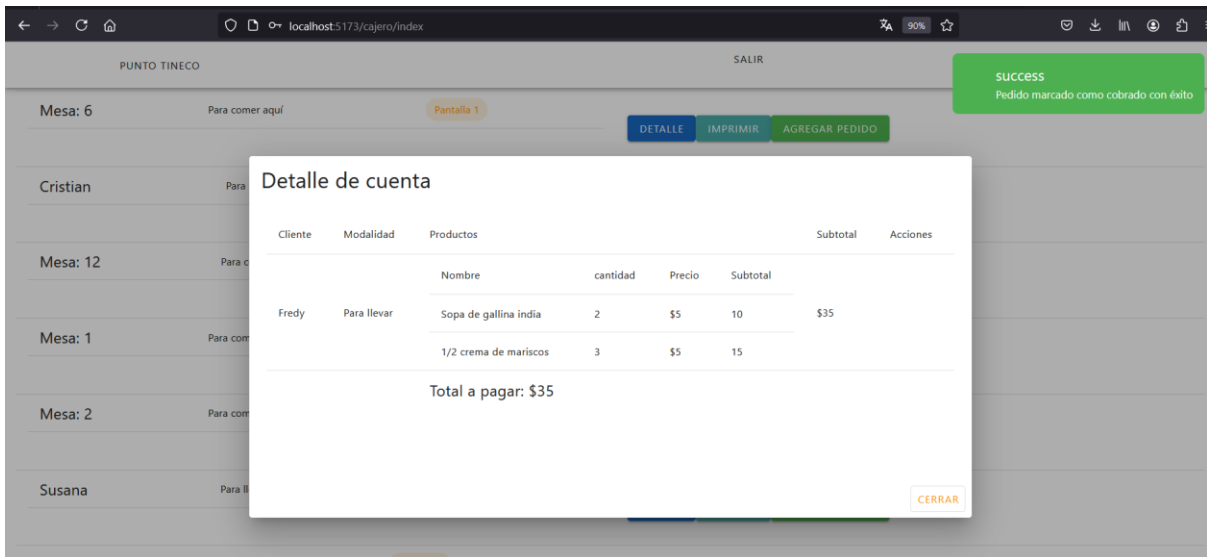 localhost:5173/cajero/index
90%
PUNTO TINECO
SALIR
success
Pedido marcado como cobrado con éxito
Mesa: 6
Para comer aquí
Pantalla 1
DETALLE
IMPRIMIR
AGREGAR PEDIDO
Cristian
Para
Mesa: 12
Para c
Mesa: 1
Para com
Mesa: 2
Para com
Susana
Para ll
Detalle de cuenta
Cliente Modalidad Productos Subtotal Acciones
Nombre cantidad Precio Subtotal
Fredy Para llevar Sopa de gallina india 2 $5 10 $35
1/2 crema de mariscos 3 $5 15
Total a pagar: $35
CERRAR